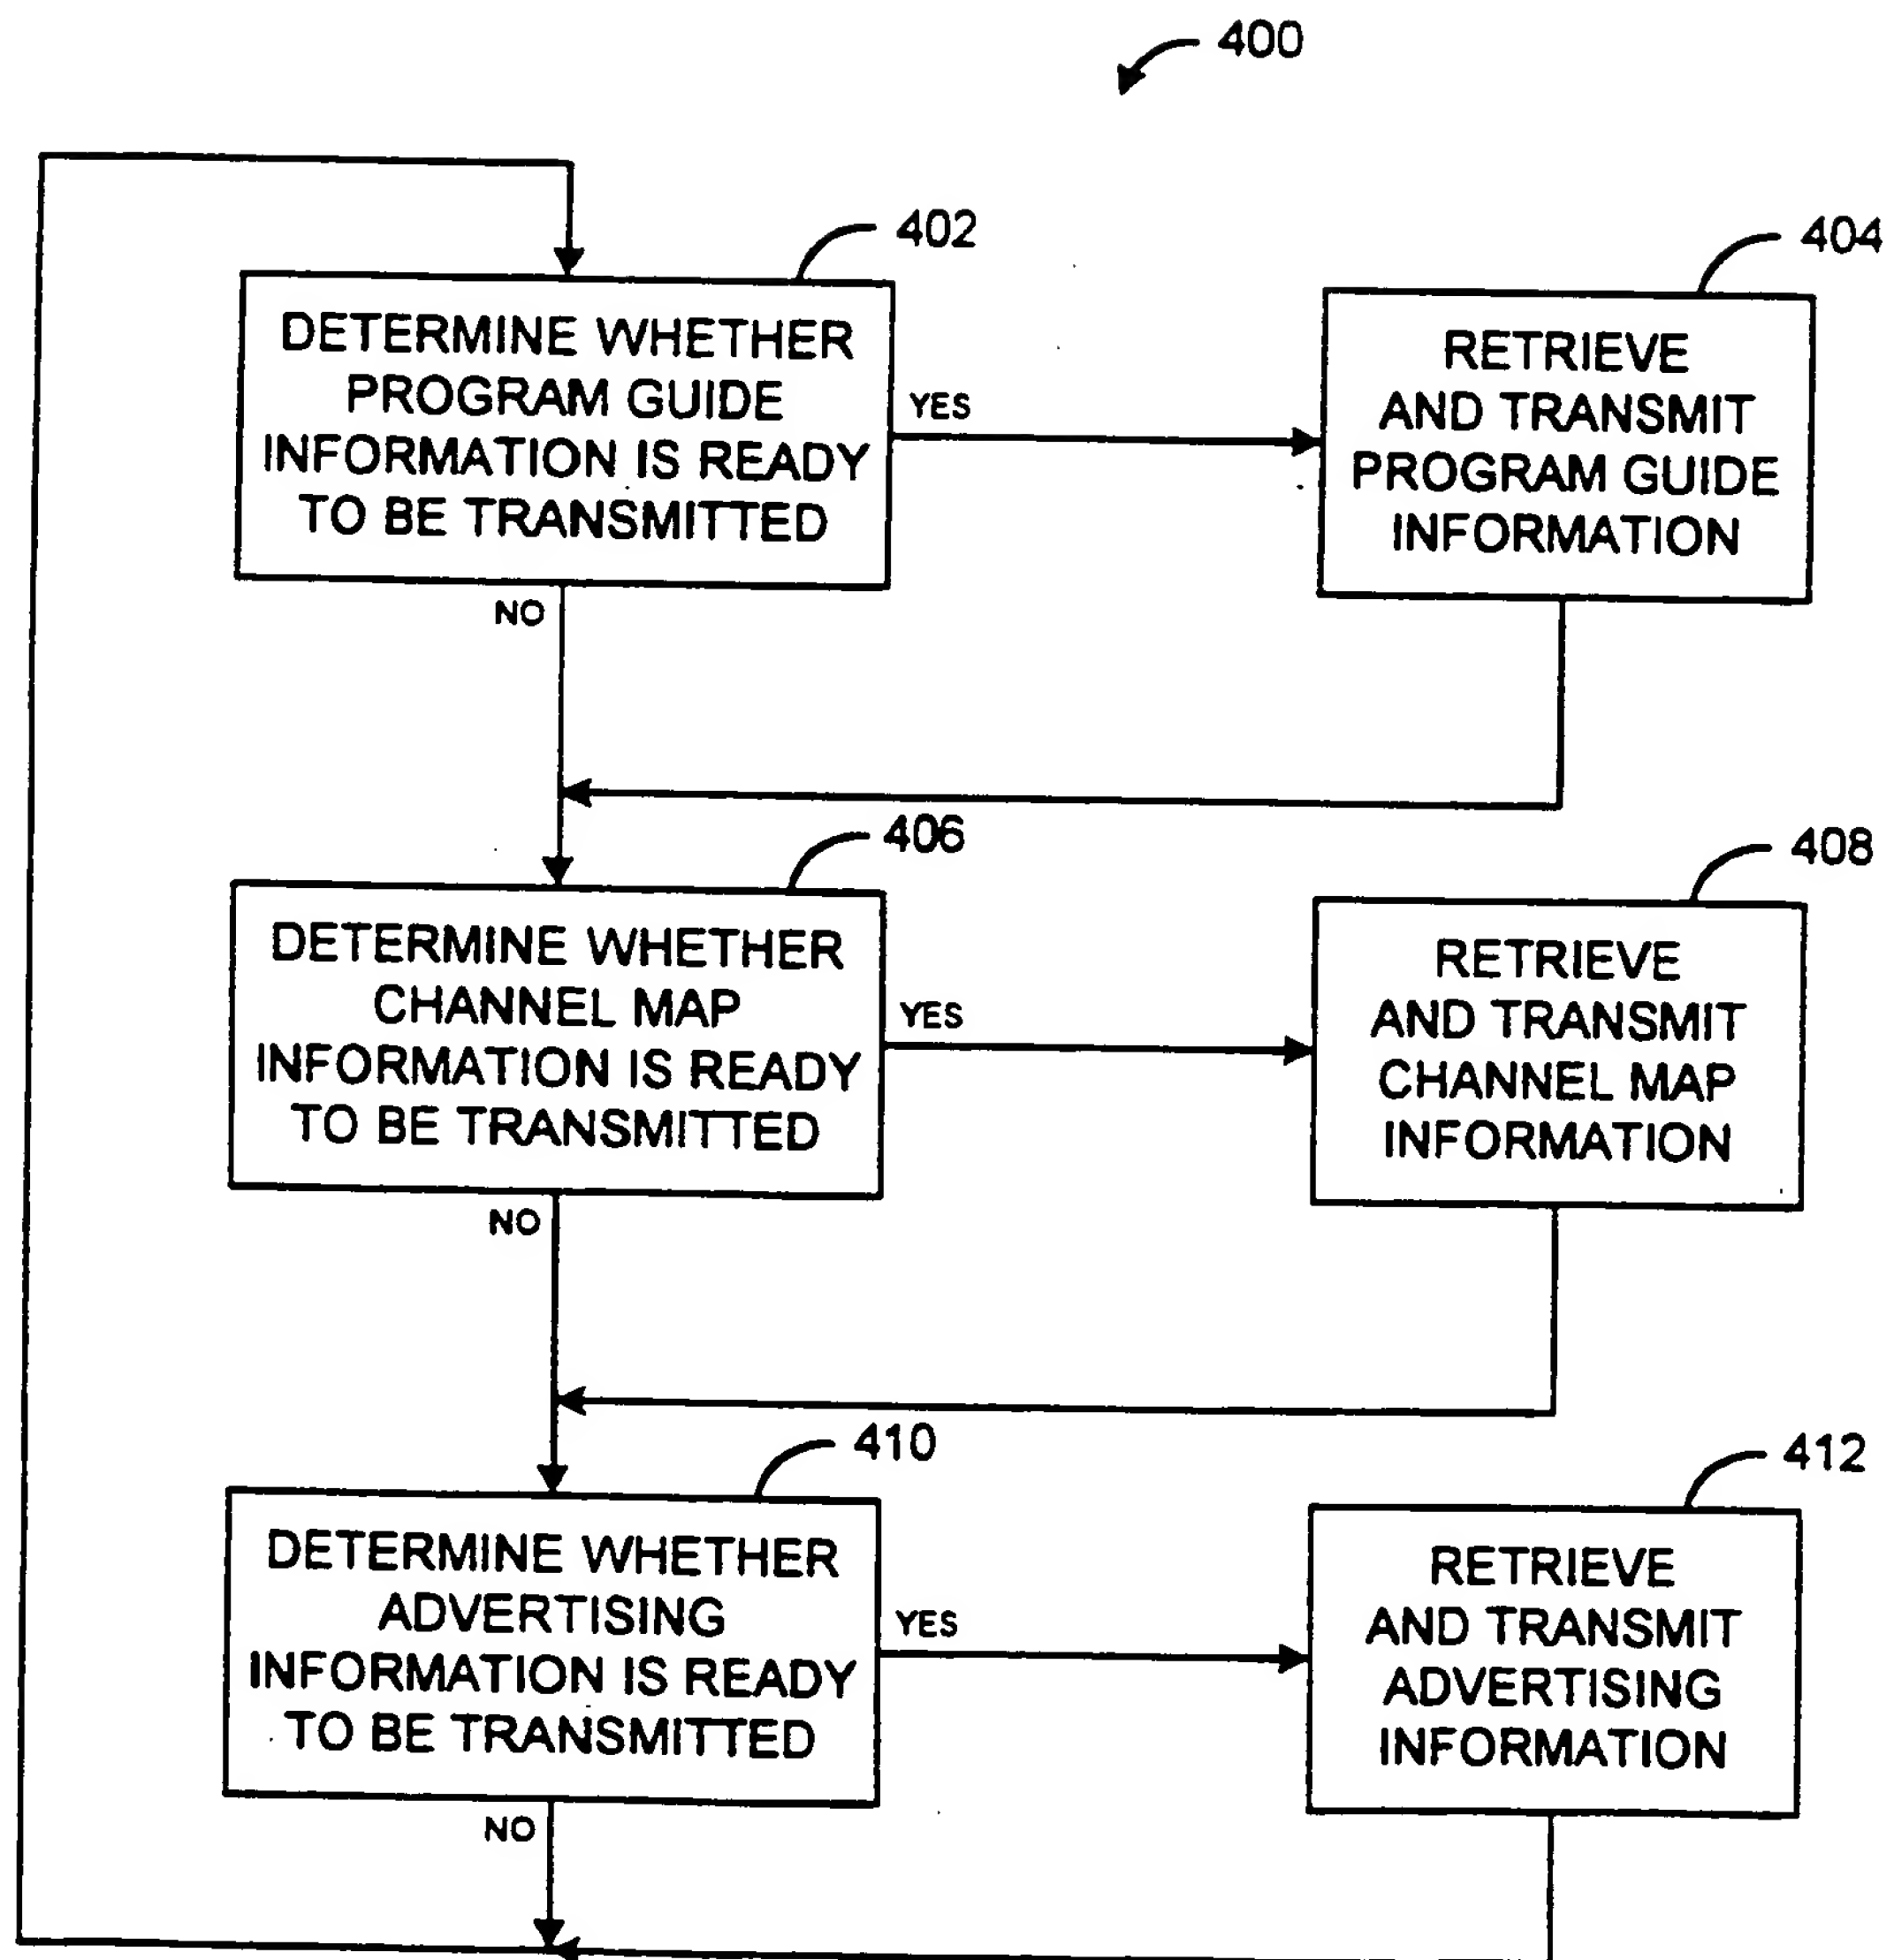 400
402
DETERMINE WHETHER
PROGRAM GUIDE
INFORMATION IS READY
TO BE TRANSMITTED
YES
NO
404
RETRIEVE
AND TRANSMIT
PROGRAM GUIDE
INFORMATION
406
DETERMINE WHETHER
CHANNEL MAP
INFORMATION IS READY
TO BE TRANSMITTED
YES
NO
408
RETRIEVE
AND TRANSMIT
CHANNEL MAP
INFORMATION
410
DETERMINE WHETHER
ADVERTISING
INFORMATION IS READY
TO BE TRANSMITTED
YES
NO
412
RETRIEVE
AND TRANSMIT
ADVERTISING
INFORMATION